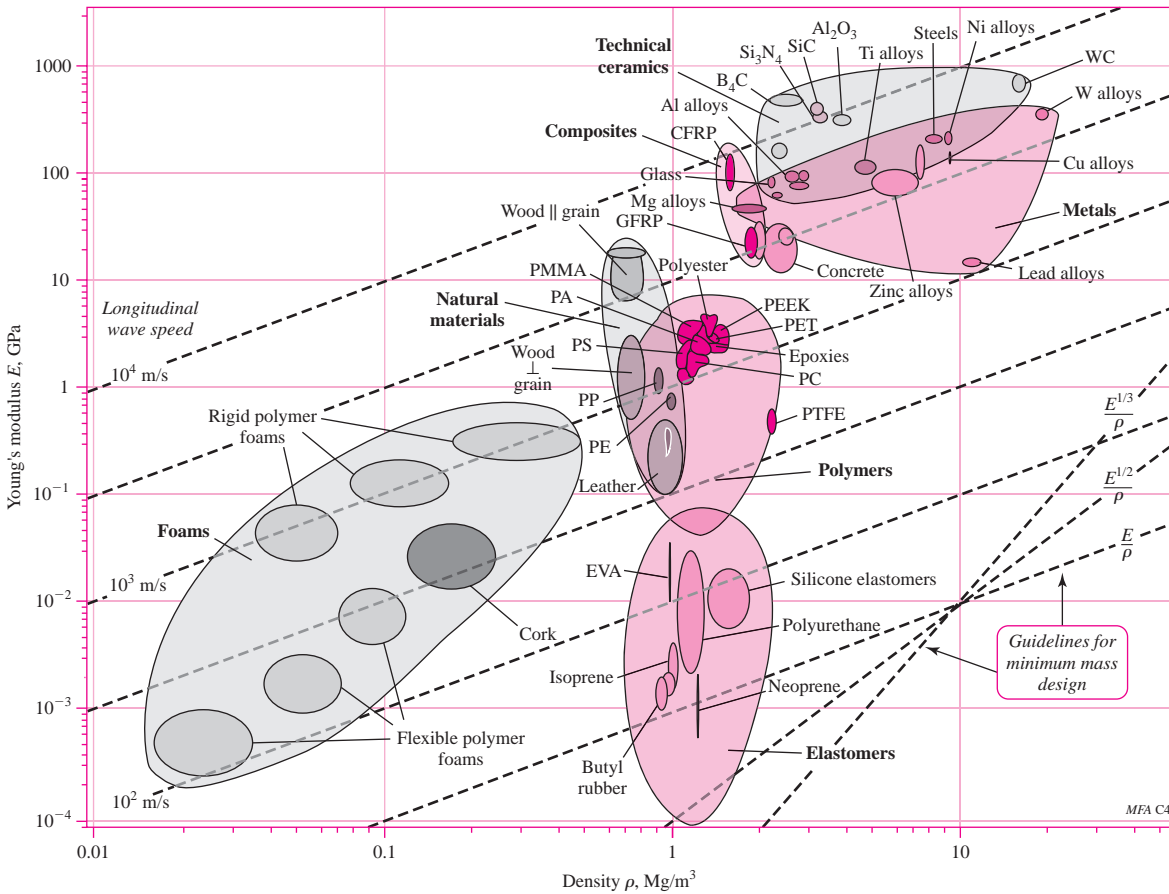 1000
100
10
1
10⁻¹
10⁻²
10⁻³
10⁻⁴
Young's modulus E, GPa
0.01
0.1
1
10
Density ρ, Mg/m³
Technical
ceramics
B₄C
Si₃N₄
SiC
Al₂O₃
Ti alloys
Steels
Ni alloys
WC
W alloys
Cu alloys
Metals
Lead alloys
Zinc alloys
Concrete
Al alloys
Composites
CFRP
Glass
Mg alloys
GFRP
Wood || grain
Polyester
PMMA
PA
PEEK
PET
Epoxies
PC
PS
Natural
materials
Wood
⊥
grain
PP
PE
PTFE
Leather
Polymers
Longitudinal
wave speed
10⁴ m/s
10³ m/s
10² m/s
Rigid polymer
foams
Foams
Cork
Flexible polymer
foams
EVA
Silicone elastomers
Polyurethane
Isoprene
Neoprene
Butyl
rubber
Elastomers
E^1/3
ρ
E^1/2
ρ
E
ρ
Guidelines for
minimum mass
design
MFA C4